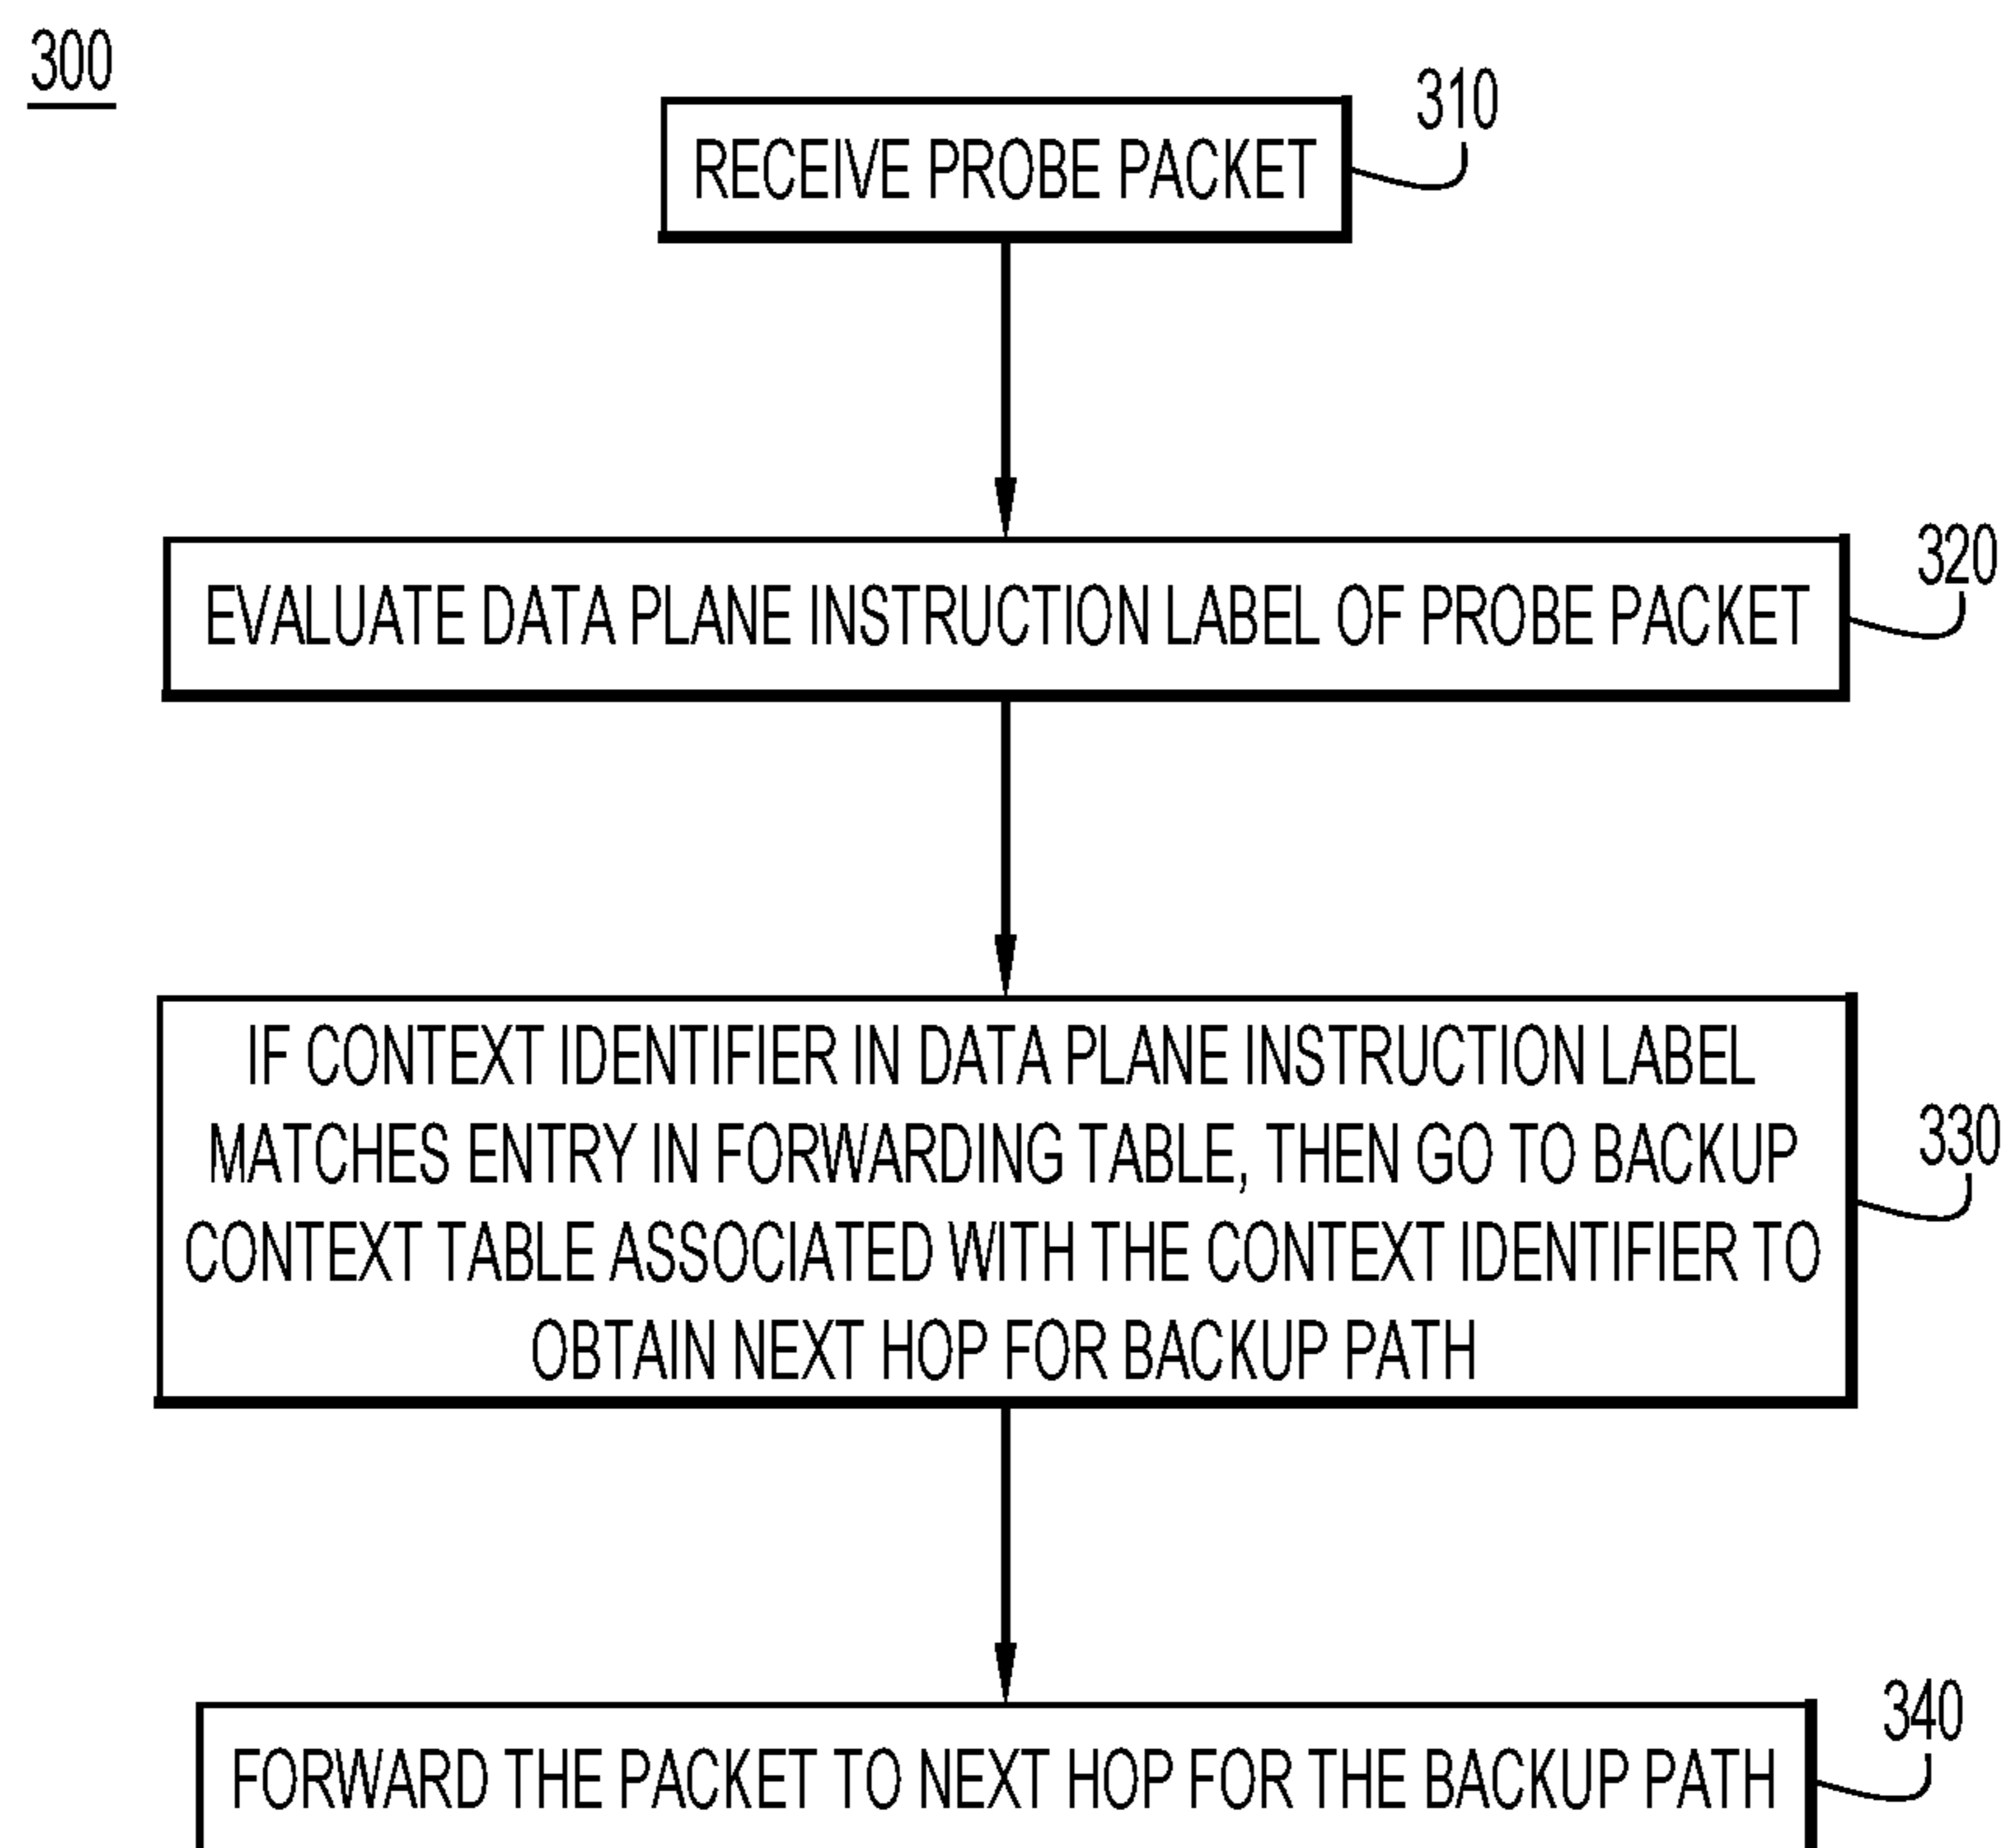 300
310
RECEIVE PROBE PACKET
320
EVALUATE DATA PLANE INSTRUCTION LABEL OF PROBE PACKET
IF CONTEXT IDENTIFIER IN DATA PLANE INSTRUCTION LABEL
MATCHES ENTRY IN FORWARDING TABLE, THEN GO TO BACKUP
330
CONTEXT TABLE ASSOCIATED WITH THE CONTEXT IDENTIFIER TO
OBTAIN NEXT HOP FOR BACKUP PATH
340
FORWARD THE PACKET TO NEXT HOP FOR THE BACKUP PATH